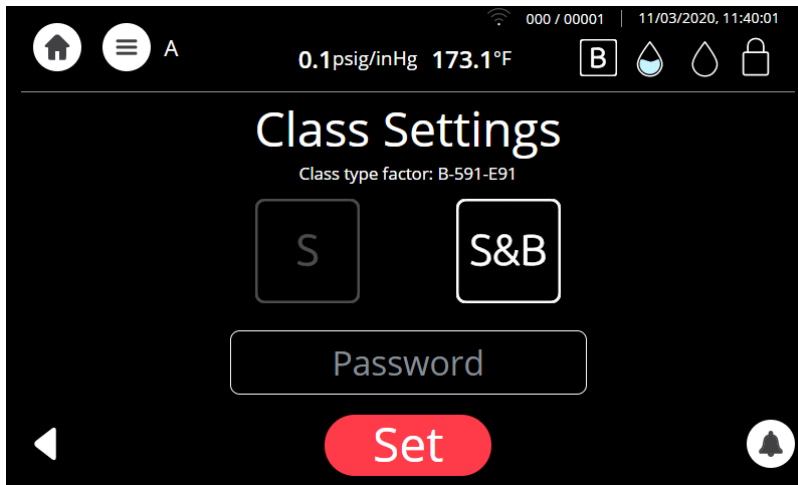 000 / 00001 | 11/03/2020, 11:40:01
A 0.1psig/inHg 173.1°F B
Class Settings
Class type factor: B-591-E91
S S&B
Password
Set